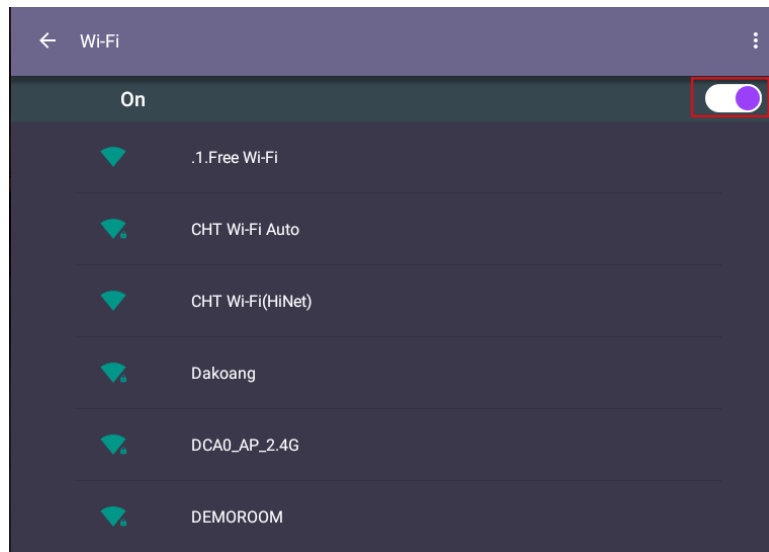 Wi-Fi
On
.1.Free Wi-Fi
CHT Wi-Fi Auto
CHT Wi-Fi(HiNet)
Dakoang
DCA0_AP_2.4G
DEMOROOM